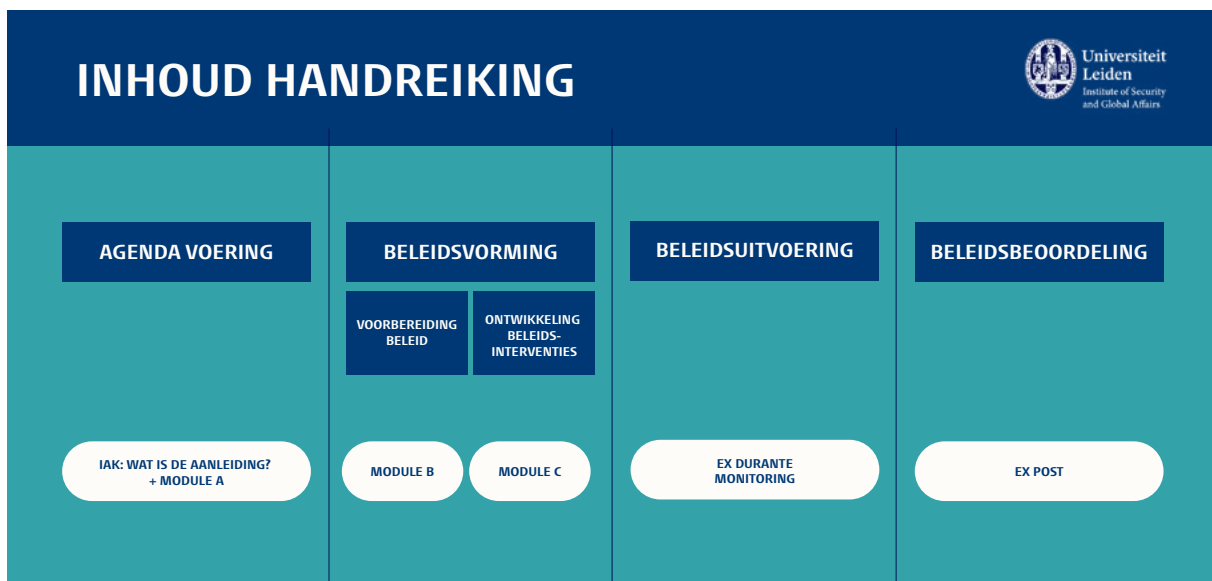 INHOUD HANDREIKING
Universiteit
Leiden
Institute of Security
and Global Affairs
AGENDA VOERING
BELEIDSVORMING
BELEIDSUITVOERING
BELEIDSBEOORDELING
VOORBEREIDING
BELEID
ONTWIKKELING
BELEIDS-
INTERVENTIES
IAK: WAT IS DE AANLEIDING?
+ MODULE A
MODULE B
MODULE C
EX DURANTE
MONITORING
EX POST